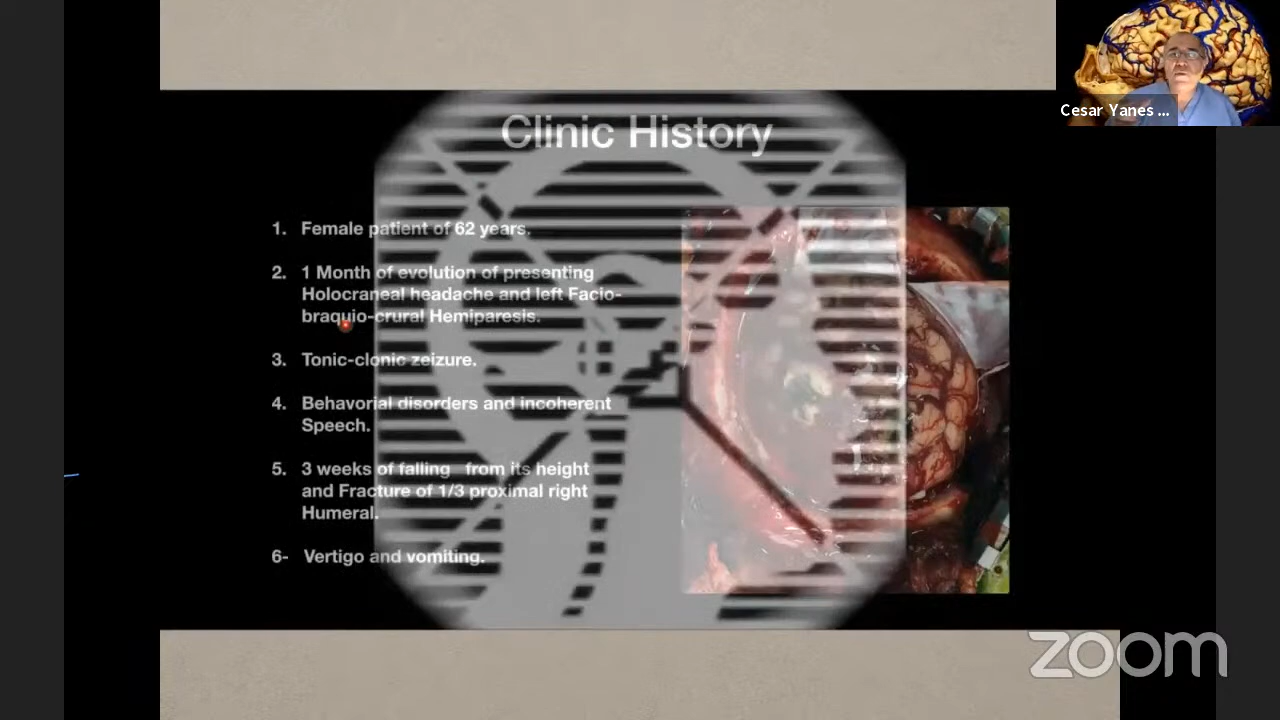 Cesar Yanes ...
Clinic History
1. Female patient of 62 years.
2. 1 Month of evolution of presenting
Holocraneal headache and left Facio-
braquio-crural Hemiparesis.
3. Tonic-clonic zeizure.
4. Behavorial disorders and incoherent
Speech.
5. 3 weeks of falling from its height
and Fracture of 1/3 proximal right
Humeral.
6- Vertigo and vomiting.
zoom